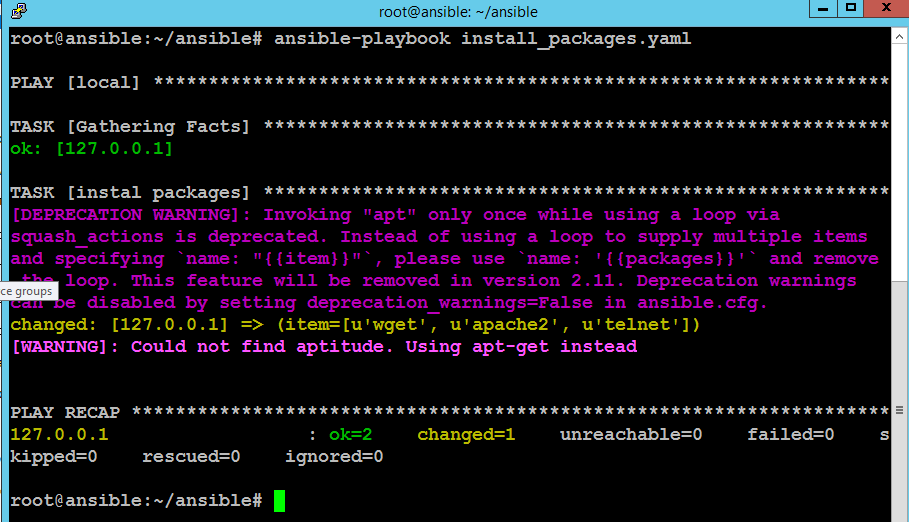 root@ansible: ~/ansible
root@ansible:~/ansible# ansible-playbook install_packages.yaml
PLAY [local] *******************************************************************
TASK [Gathering Facts] *********************************************************
ok: [127.0.0.1]
TASK [instal packages] *********************************************************
[DEPRECATION WARNING]: Invoking "apt" only once while using a loop via
squash_actions is deprecated. Instead of using a loop to supply multiple items
and specifying `name: "{{item}}"`, please use `name: '{{packages}}'` and remove
the loop. This feature will be removed in version 2.11. Deprecation warnings
ce groups
can be disabled by setting deprecation_warnings=False in ansible.cfg.
changed: [127.0.0.1] => (item=[u'wget', u'apache2', u'telnet'])
[WARNING]: Could not find aptitude. Using apt-get instead
PLAY RECAP *********************************************************************
127.0.0.1                  : ok=2    changed=1    unreachable=0    failed=0    s
kipped=0    rescued=0    ignored=0
root@ansible:~/ansible#